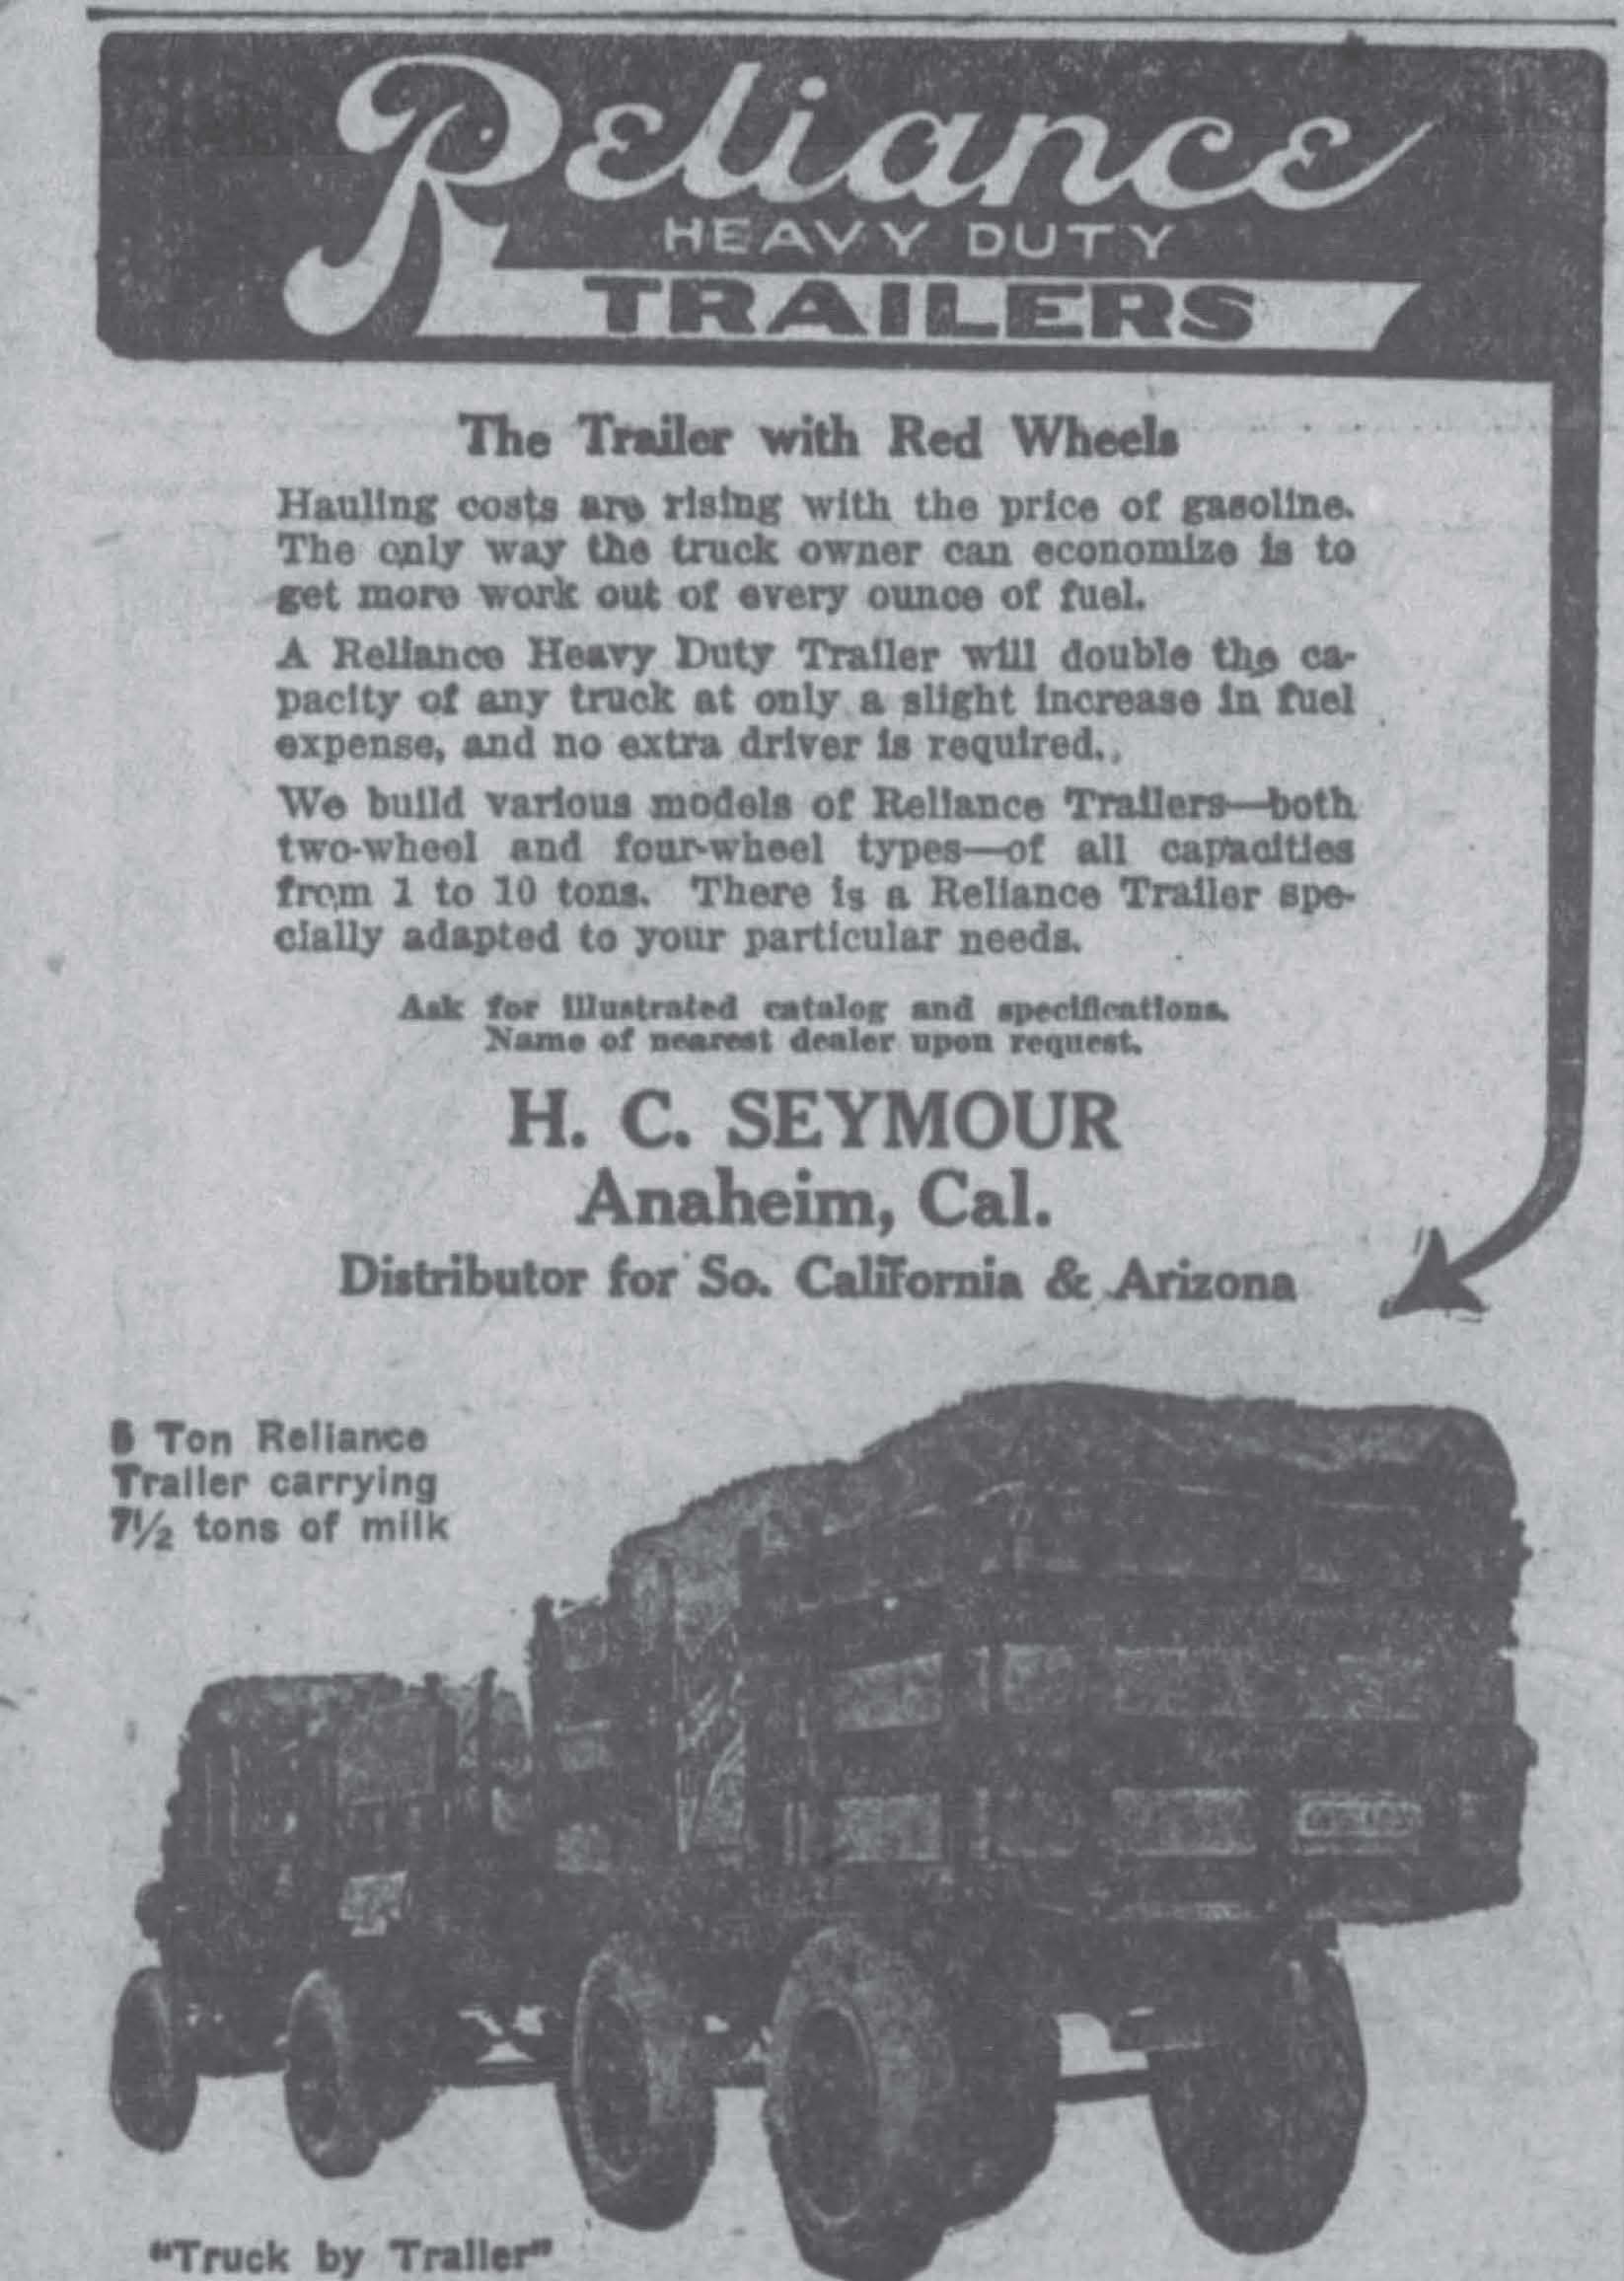 Reliance
HEAVY DUTY
TRAILERS
The Trailer with Red Wheels
Hauling costs are rising with the price of gasoline.
The only way the truck owner can economize is to
get more work out of every ounce of fuel.
A Reliance Heavy Duty Trailer will double the ca-
pacity of any truck at only a slight increase in fuel
expense, and no extra driver is required.
We build various models of Reliance Trailers—both
two-wheel and four-wheel types—of all capacities
from 1 to 10 tons. There is a Reliance Trailer spe-
cially adapted to your particular needs.
Ask for illustrated catalog and specifications.
Name of nearest dealer upon request.
H. C. SEYMOUR
Anaheim, Cal.
Distributor for So. California & Arizona
Ton Reliance
Trailer carrying
7½ tons of milk
"Truck by Trailer"